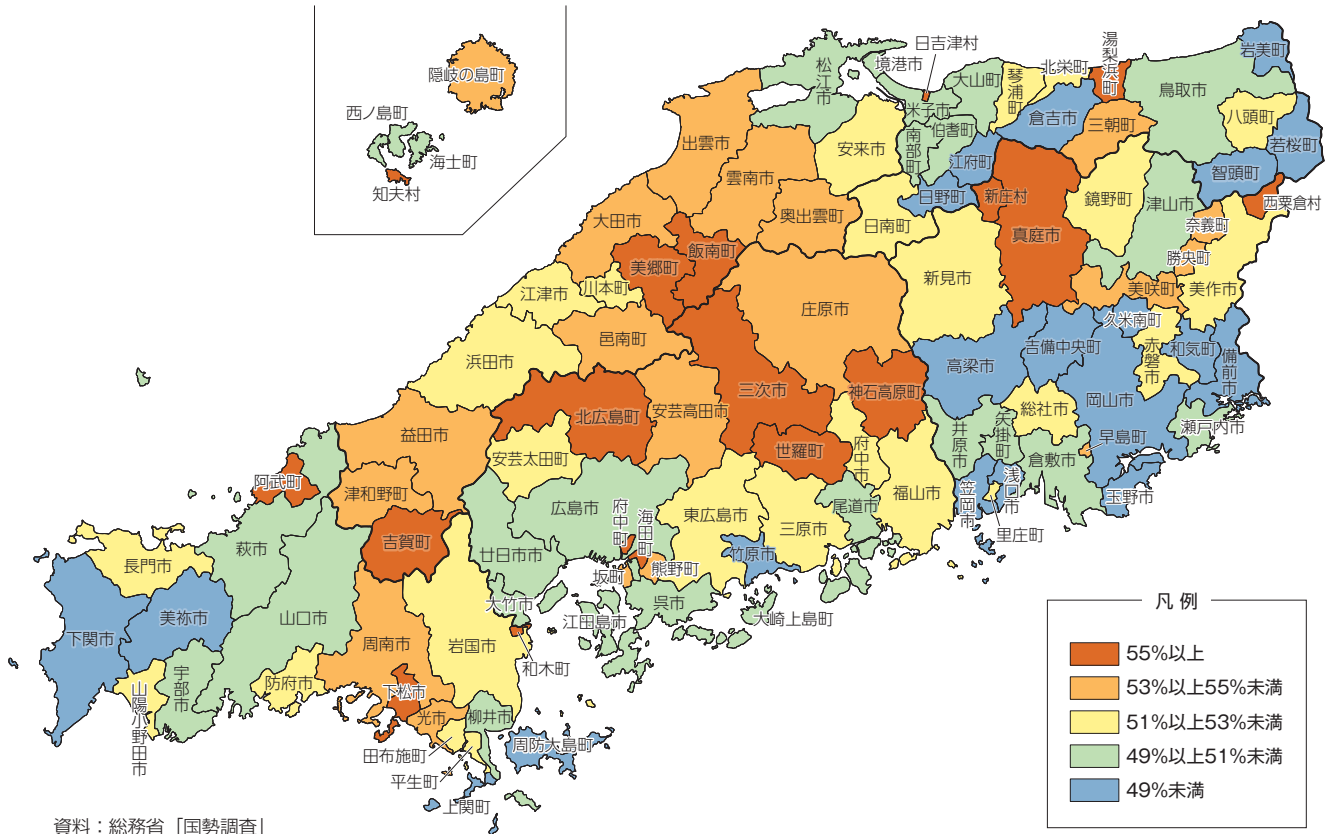 隠岐の島町
西ノ島町
海士町
知夫村
松江市
境港市
日吉津村
米子市
大山町
琴浦町
北栄町
湯梨浜町
鳥取市
岩美町
八頭町
若桜町
智頭町
倉吉市
三朝町
南部町
伯耆町
江府町
日野町
日南町
安来市
出雲市
雲南市
奥出雲町
大田市
飯南町
美郷町
川本町
江津市
邑南町
浜田市
益田市
津和野町
吉賀町
新庄村
真庭市
鏡野町
津山市
西粟倉村
奈義町
勝央町
美作市
美咲町
久米南町
新見市
高梁市
吉備中央町
赤磐市
和気町
備前市
岡山市
瀬戸内市
総社市
早島町
倉敷市
矢掛町
井原市
笠岡市
浅口市
里庄町
玉野市
庄原市
三次市
神石高原町
世羅町
府中市
福山市
尾道市
三原市
竹原市
東広島市
安芸高田市
北広島町
安芸太田町
広島市
府中町
海田町
熊野町
坂町
呉市
江田島市
大崎上島町
廿日市市
大竹市
和木町
岩国市
阿武町
萩市
長門市
下関市
美祢市
山口市
宇部市
山陽小野田市
防府市
周南市
下松市
光市
田布施町
平生町
柳井市
上関町
周防大島町
凡 例
55%以上
53%以上55%未満
51%以上53%未満
49%以上51%未満
49%未満
資料：総務省「国勢調査」